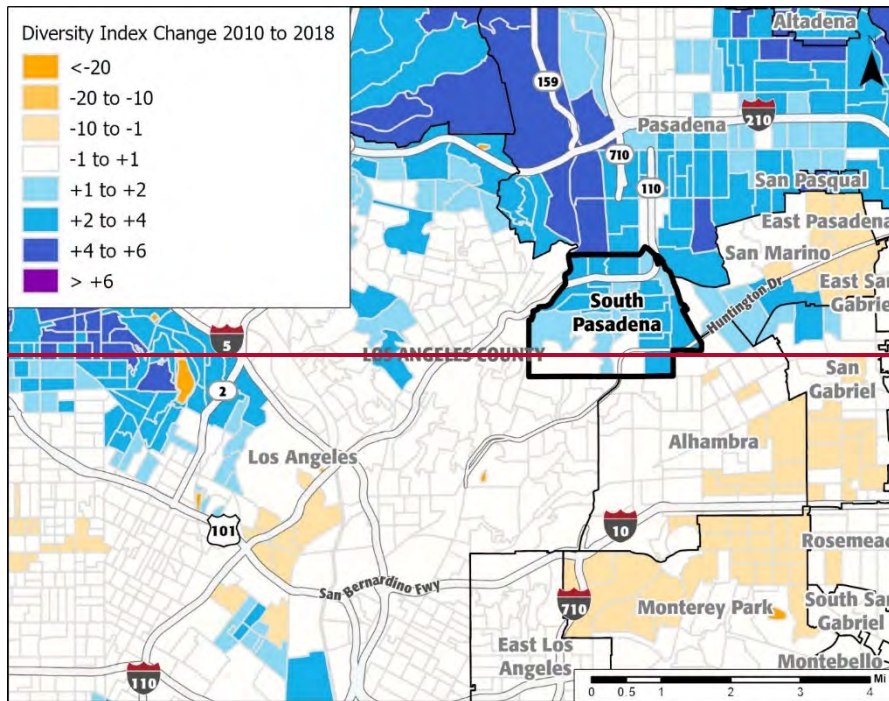 Diversity Index Change 2010 to 2018
<-20
-20 to -10
-10 to -1
-1 to +1
+1 to +2
+2 to +4
+4 to +6
> +6
Altadena
159
210
Pasadena
710
110
San Pasqual
East Pasadena
San Marino
East San
Gabriel
Huntington Dr
South
Pasadena
5
LOS ANGELES COUNTY
2
San
Gabriel
Alhambra
Los Angeles
101
10
Rosemead
San Bernardino Fwy
710
Monterey Park
South San
Gabriel
East Los
Angeles
Montebello
110
Mi
0 0.5 1 2 3 4